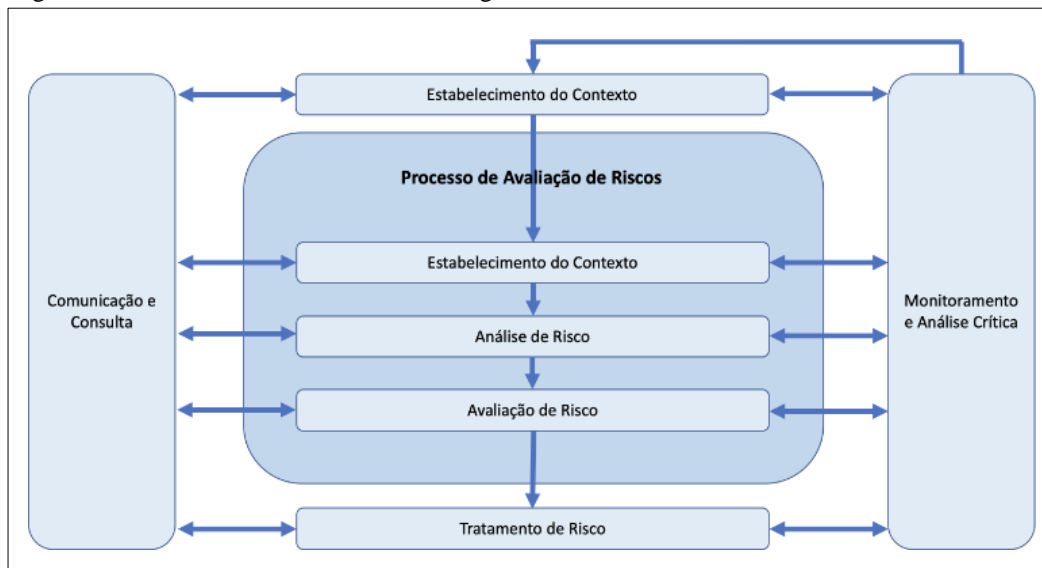 Estabelecimento do Contexto
Processo de Avaliação de Riscos
Estabelecimento do Contexto
Comunicação e
Consulta
Monitoramento
e Análise Crítica
Análise de Risco
Avaliação de Risco
Tratamento de Risco